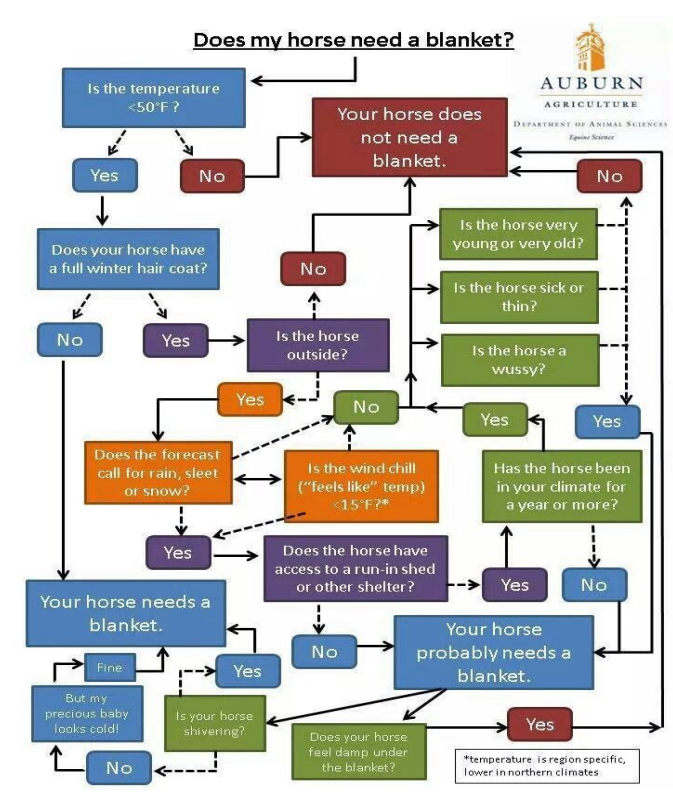 Does my horse need a blanket?
AUBURN
AGRICULTURE
DEPARTMENT OF ANIMAL SCIENCES
Equine Science
Is the temperature
<50°F ?
Your horse does
not need a
blanket.
Yes
No
No
Is the horse very
young or very old?
Does your horse have
a full winter hair coat?
No
Is the horse sick or
thin?
No
Yes
Is the horse
outside?
Is the horse a
wussy?
Yes
No
Yes
Yes
Does the forecast
call for rain, sleet
or snow?
Is the wind chill
("feels like" temp)
<15°F?*
Has the horse been
in your climate for
a year or more?
Yes
Does the horse have
access to a run-in shed
or other shelter?
Yes
No
Your horse needs a
blanket.
No
Your horse
probably needs a
blanket.
Fine
Yes
But my
precious baby
looks cold!
Is your horse
shivering?
Does your horse
feel damp under
the blanket?
Yes
No
*temperature is region specific,
lower in northern climates